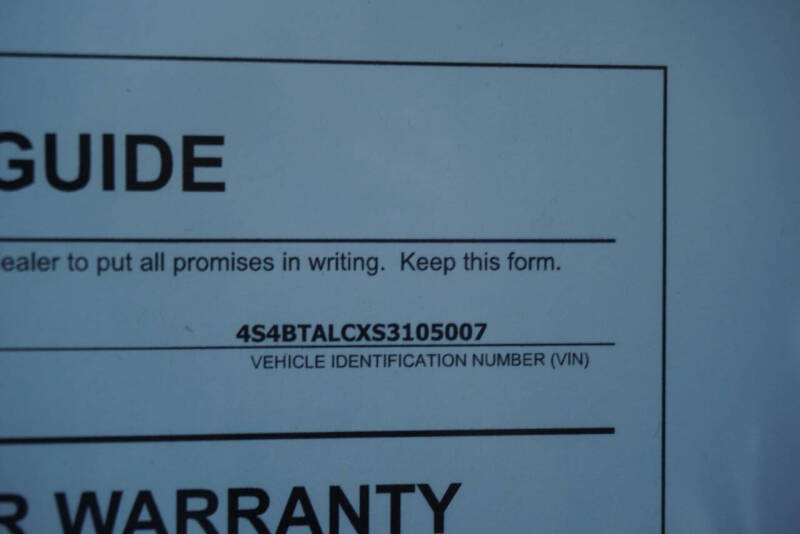 GUIDE
ealer to put all promises in writing. Keep this form.
4S4BTALCXS3105007
VEHICLE IDENTIFICATION NUMBER (VIN)
R WARRANTY